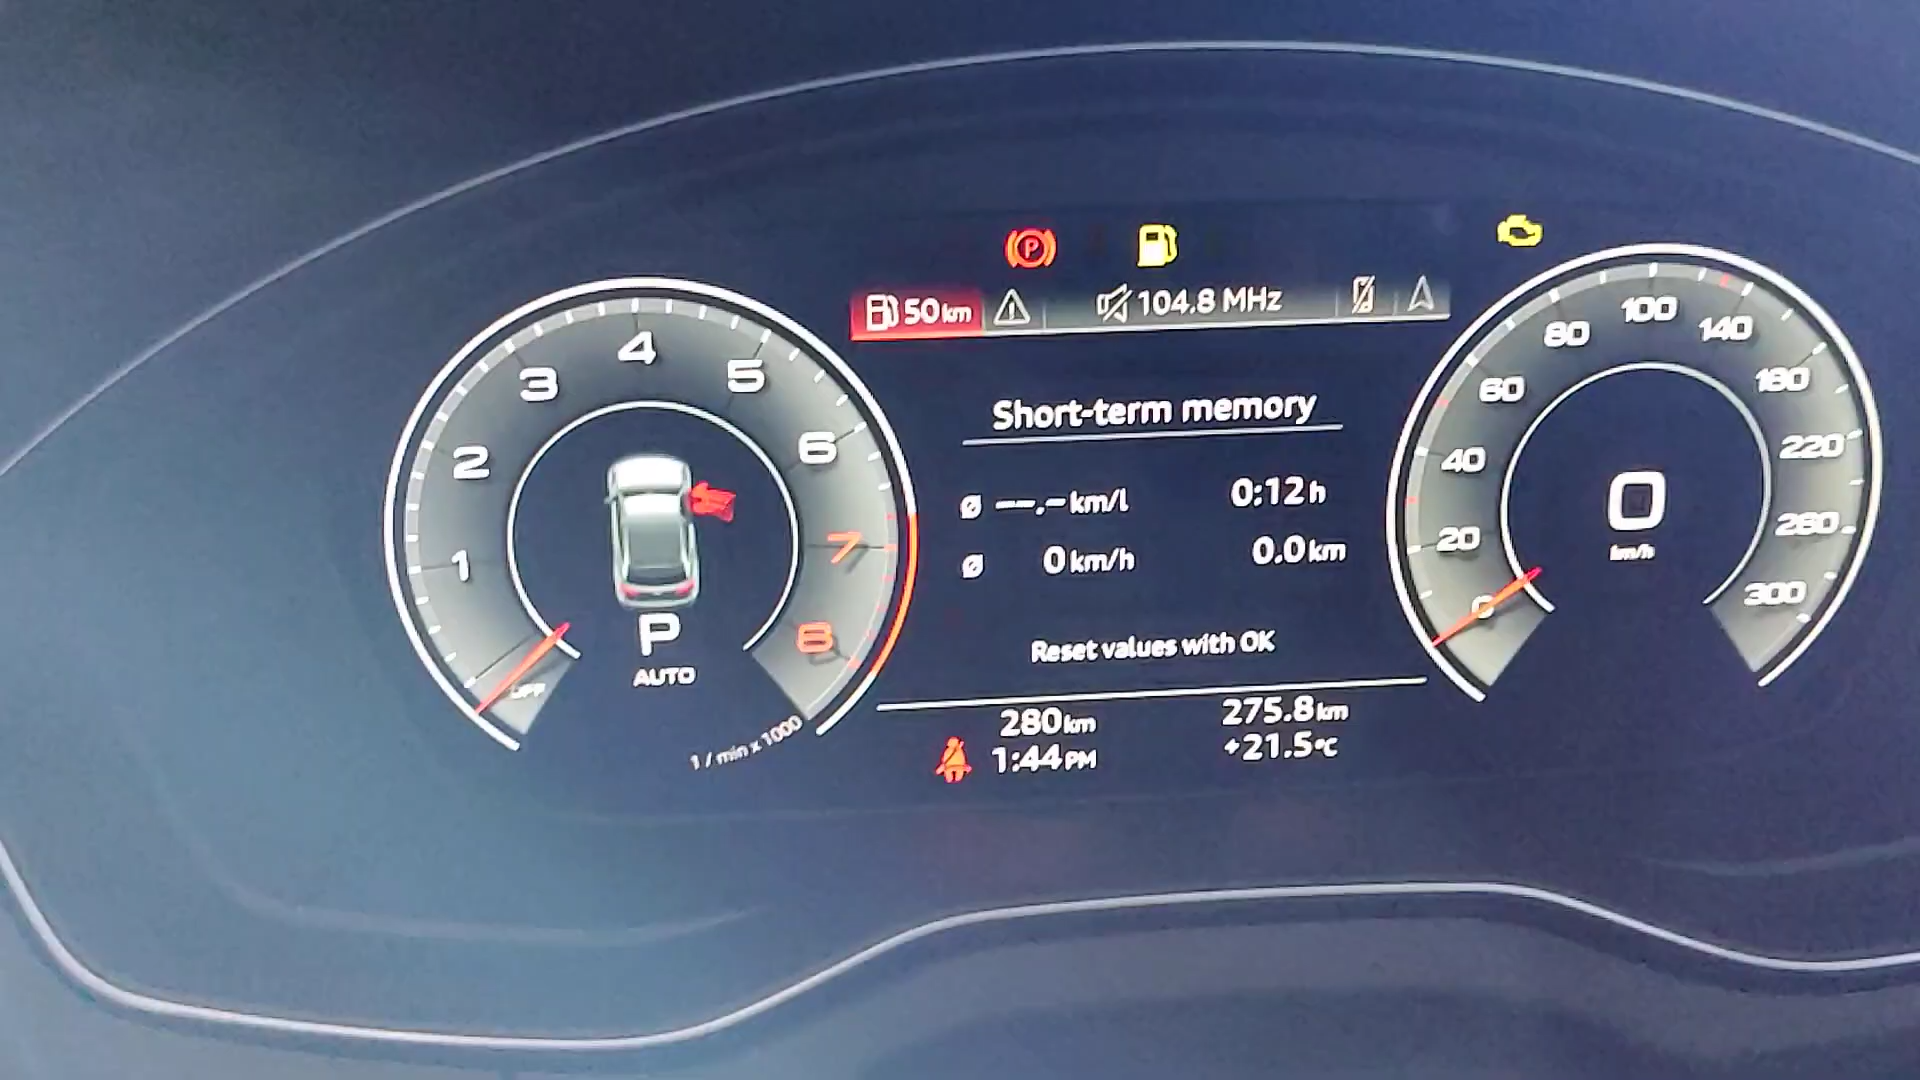 50 km
104.8 MHz
Short-term memory
ø --.- km/l 0:12 h
ø 0 km/h 0.0 km
Reset values with OK
280 km 275.8 km
1:44 PM +21.5 °C
OFF
1
2
3
4
5
6
7
8
1 / min x 1000
P
AUTO
P
0
20
40
60
80
100
140
180
220
260
300
0
km/h